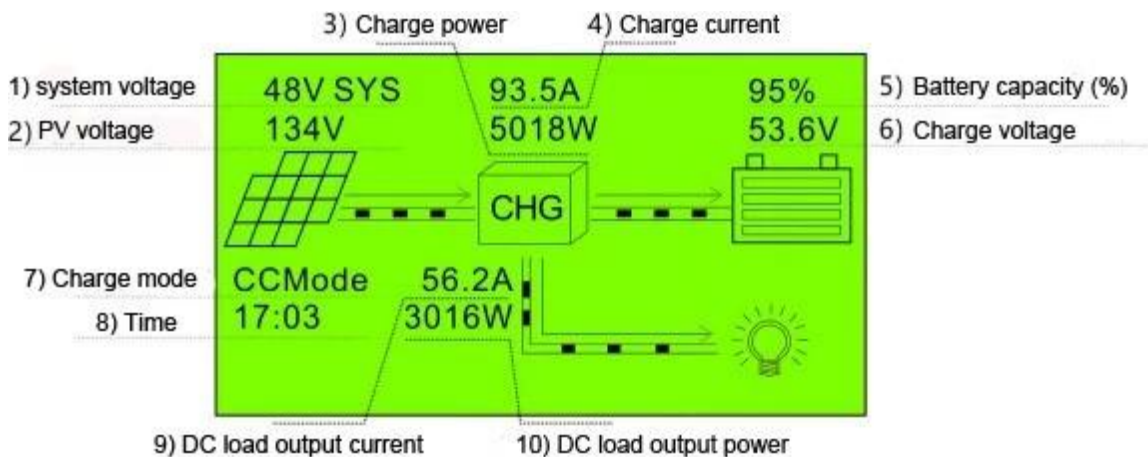 3) Charge power
4) Charge current
1) system voltage
48V SYS
93.5A
95%
5) Battery capacity (%)
2) PV voltage
134V
5018W
53.6V
6) Charge voltage
CHG
7) Charge mode
CCMode
56.2A
8) Time
17:03
3016W
9) DC load output current
10) DC load output power